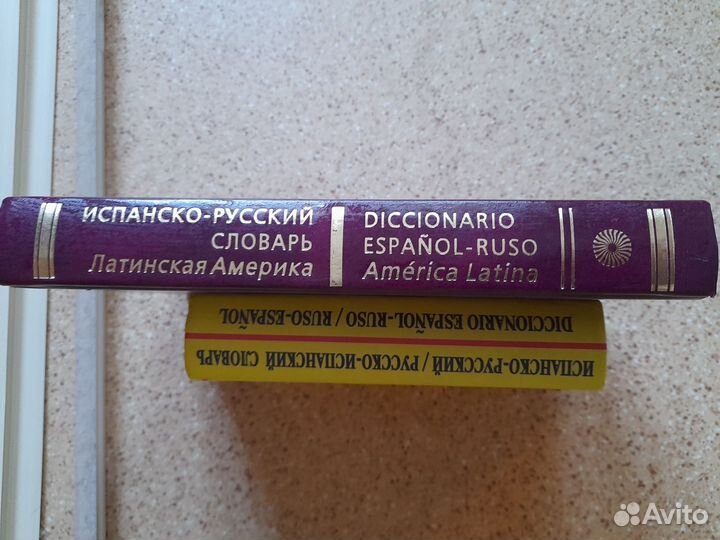 ИСПАНСКО-РУССКИЙ
СЛОВАРЬ
Латинская Америка
DICCIONARIO
ESPAÑOL-RUSO
América Latina
ИСПАНСКО-РУССКИЙ / РУССКО-ИСПАНСКИЙ СЛОВАРЬ
DICCIONARIO ESPAÑOL-RUSO / RUSO-ESPAÑOL
Avito